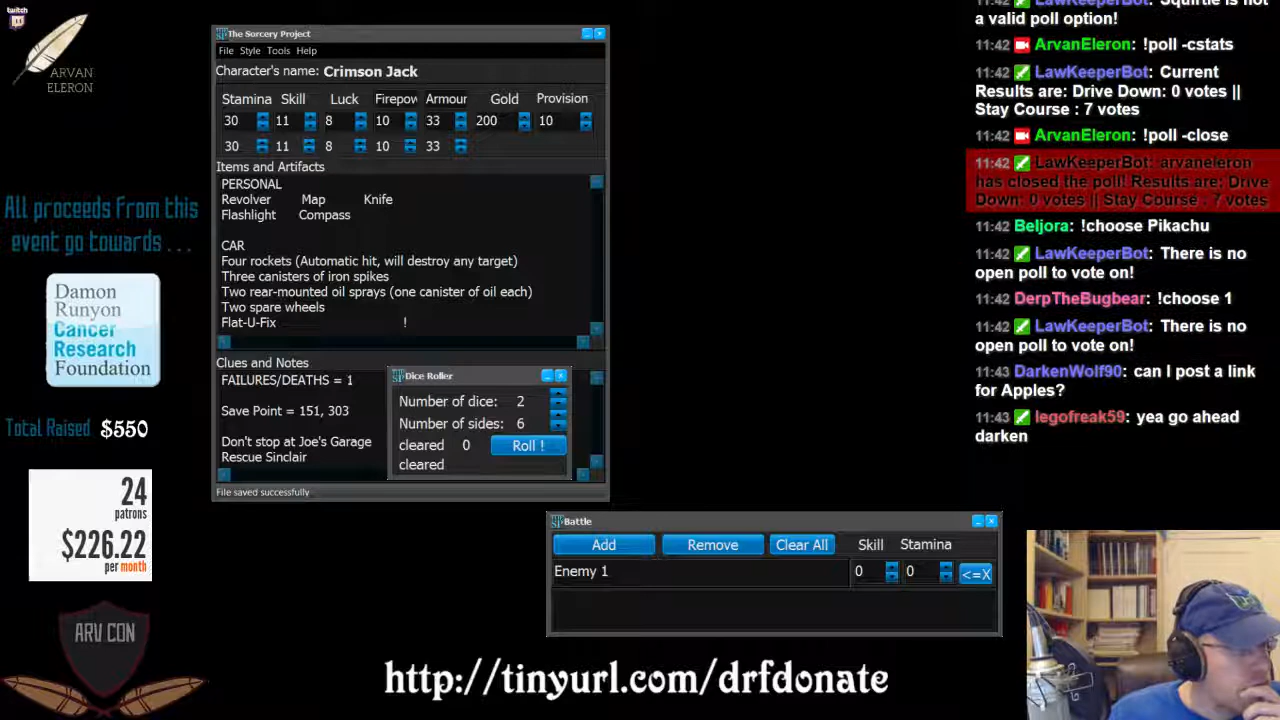 twitch
ARVAN
ELERON
All proceeds from this
event go towards . . .
Damon
Runyon
Cancer
Research
Foundation
Total Raised $550
24
patrons
$226.22
per month
ARV CON
The Sorcery Project
File Style Tools Help
Character's name: Crimson Jack
Stamina Skill Luck Firepow Armour Gold Provision
30 11 8 10 33 200 10
30 11 8 10 33
Items and Artifacts
PERSONAL
Revolver Map Knife
Flashlight Compass
CAR
Four rockets (Automatic hit, will destroy any target)
Three canisters of iron spikes
Two rear-mounted oil sprays (one canister of oil each)
Two spare wheels
Flat-U-Fix !
Clues and Notes
FAILURES/DEATHS = 1
Save Point = 151, 303
Don't stop at Joe's Garage
Rescue Sinclair
File saved successfully
Dice Roller
Number of dice: 2
Number of sides: 6
cleared 0 Roll !
cleared
Battle
Add Remove Clear All Skill Stamina
Enemy 1 0 0 <=X
http://tinyurl.com/drfdonate
11:42 LawKeeperBot: Squirtle is not
a valid poll option!
11:42 ArvanEleron: !poll -cstats
11:42 LawKeeperBot: Current
Results are: Drive Down: 0 votes ||
Stay Course : 7 votes
11:42 ArvanEleron: !poll -close
11:42 LawKeeperBot: arvaneleron
has closed the poll! Results are: Drive
Down: 0 votes || Stay Course : 7 votes
11:42 Beljora: !choose Pikachu
11:42 LawKeeperBot: There is no
open poll to vote on!
11:42 DerpTheBugbear: !choose 1
11:42 LawKeeperBot: There is no
open poll to vote on!
11:43 DarkenWolf90: can I post a link
for Apples?
11:43 legofreak59: yea go ahead
darken